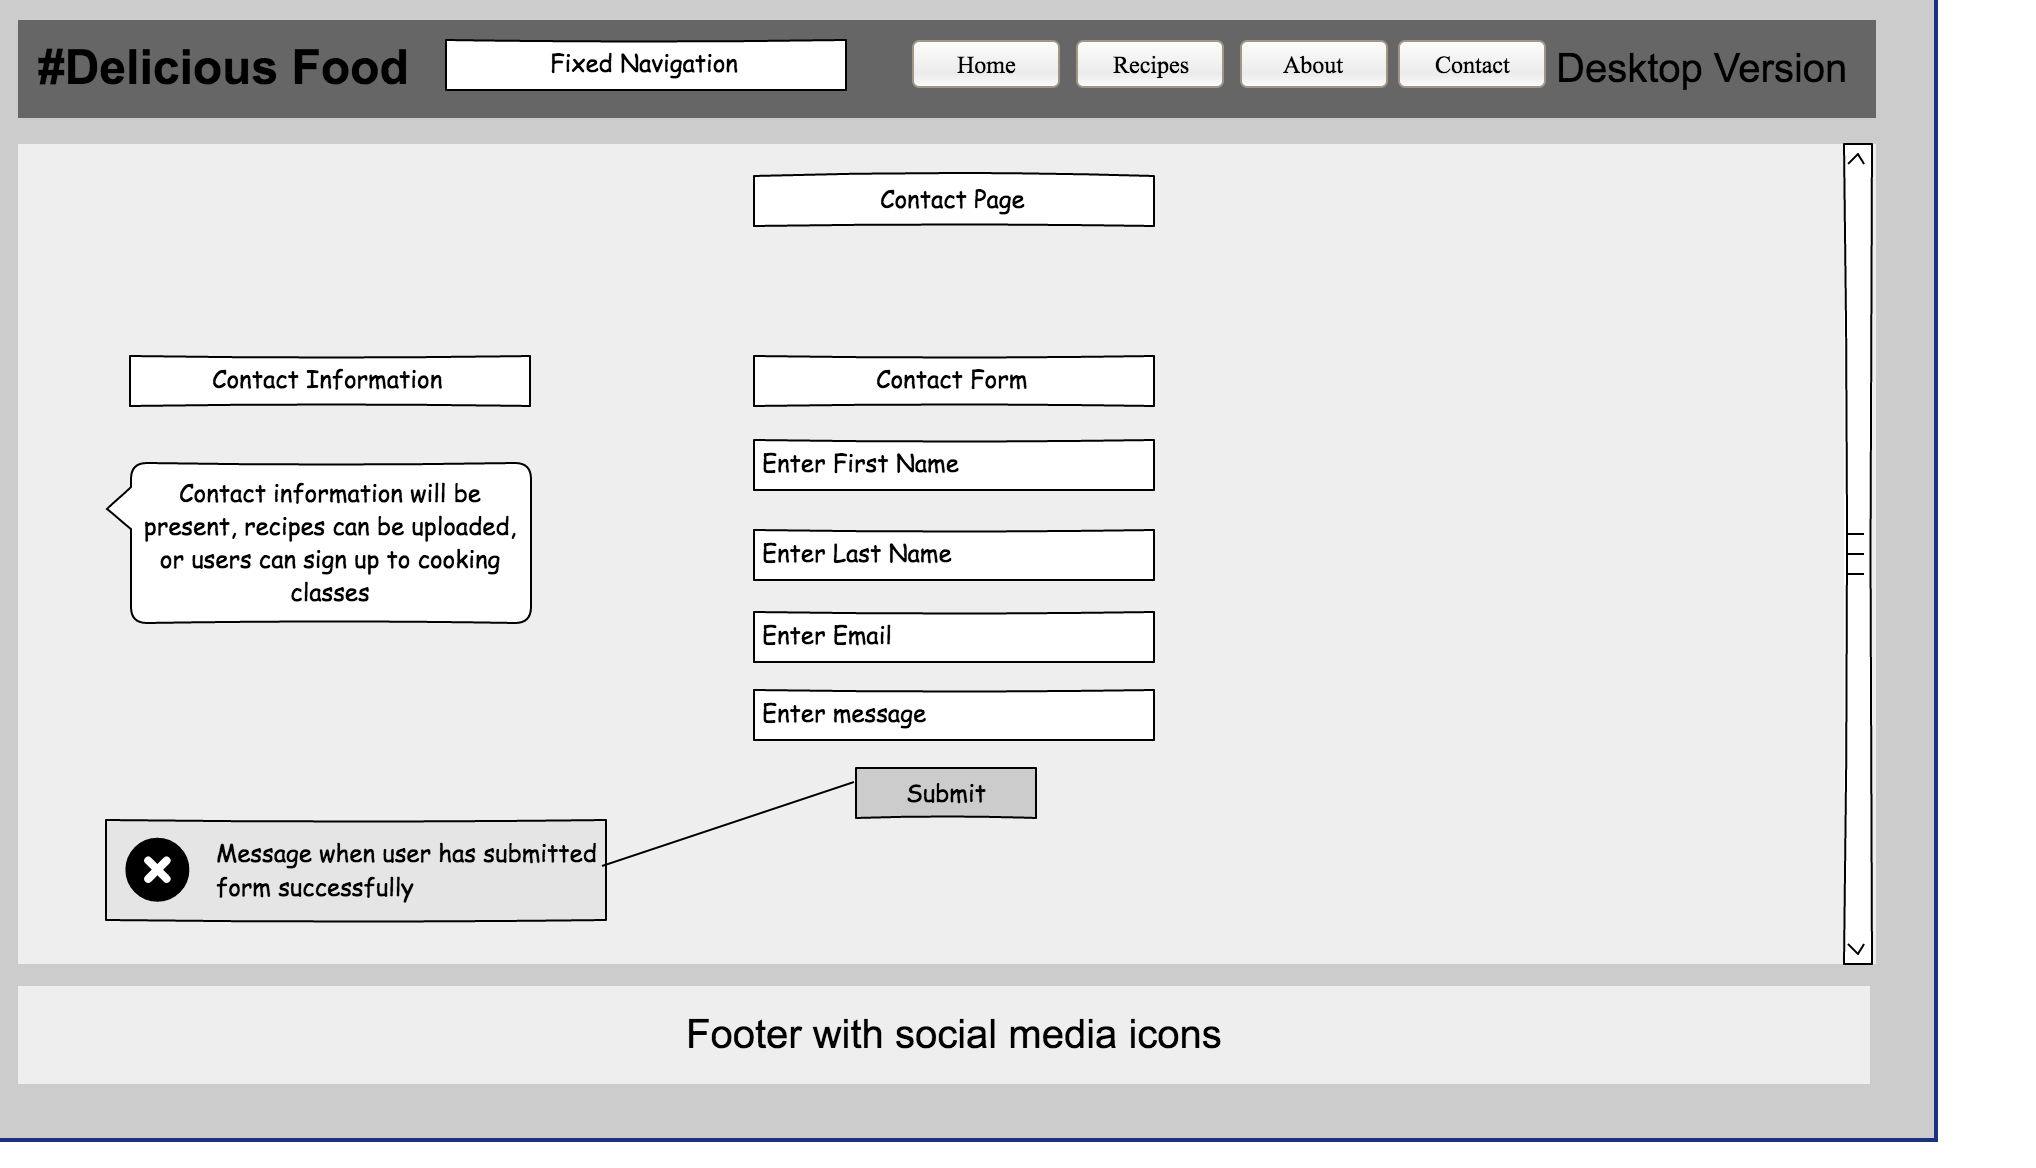 #Delicious Food
Fixed Navigation
Home
Recipes
About
Contact
Desktop Version
Contact Page
Contact Information
Contact information will be
present, recipes can be uploaded,
or users can sign up to cooking
classes
Contact Form
Enter First Name
Enter Last Name
Enter Email
Enter message
Submit
Message when user has submitted
form successfully
Footer with social media icons